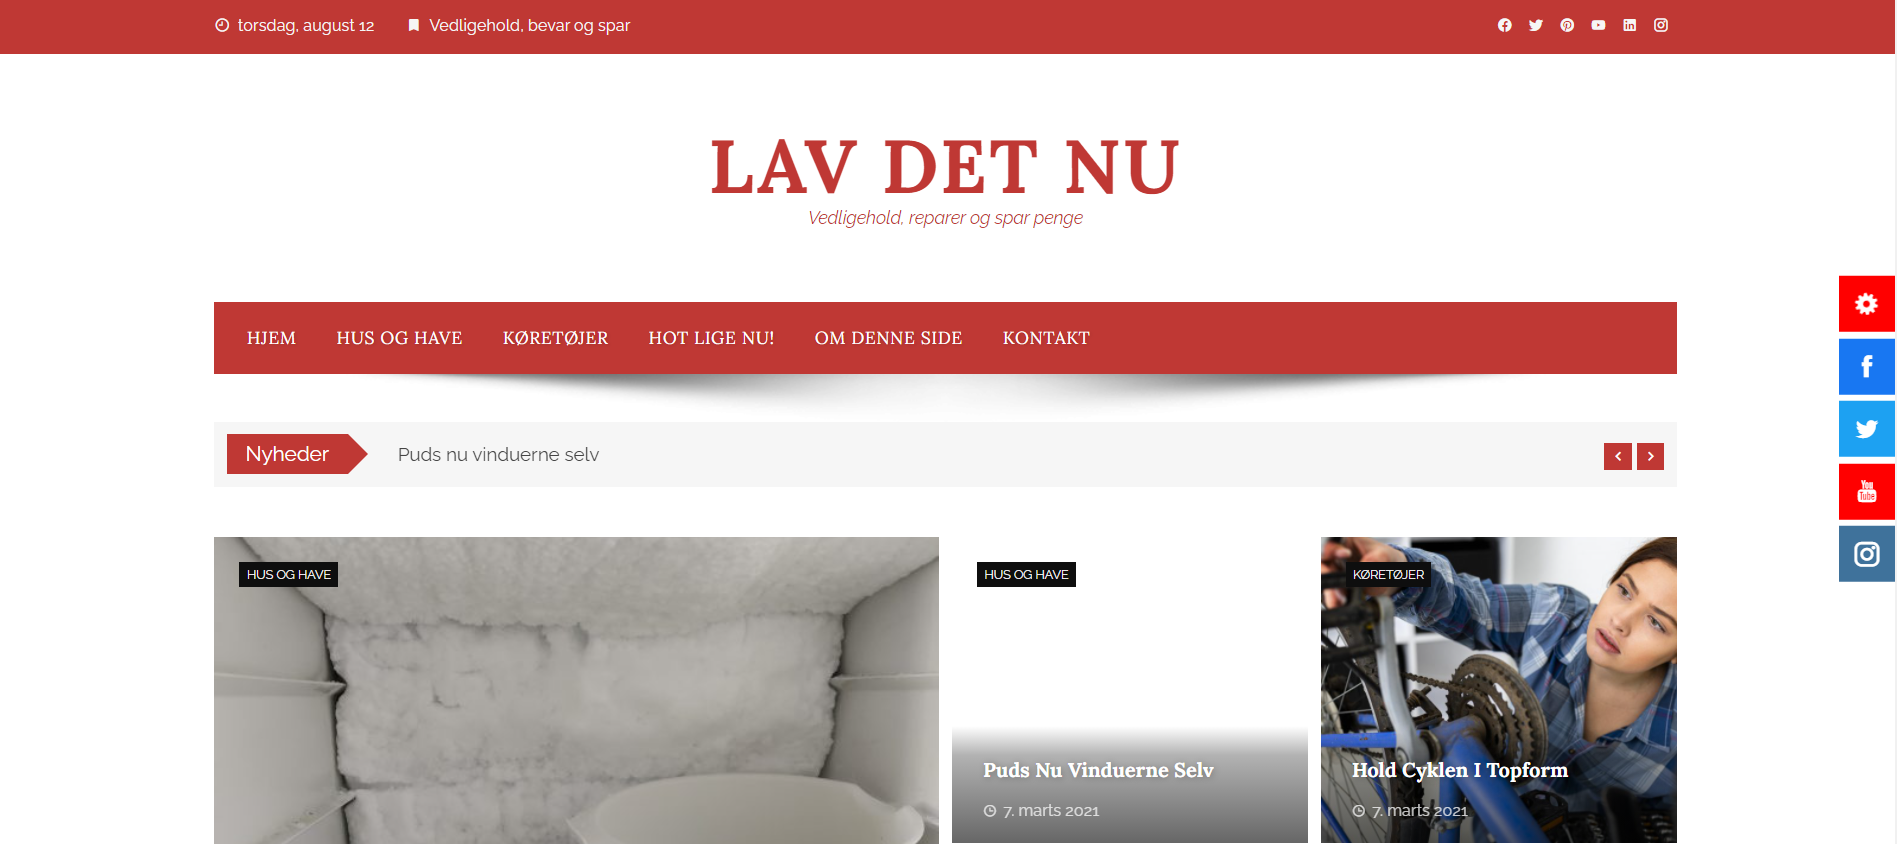 torsdag, august 12
Vedligehold, bevar og spar
LAV DET NU
Vedligehold, reparer og spar penge
HJEM
HUS OG HAVE
KØRETØJER
HOT LIGE NU!
OM DENNE SIDE
KONTAKT
Nyheder
Puds nu vinduerne selv
HUS OG HAVE
HUS OG HAVE
Puds Nu Vinduerne Selv
7. marts 2021
KØRETØJER
Hold Cyklen I Topform
7. marts 2021
You
Tube